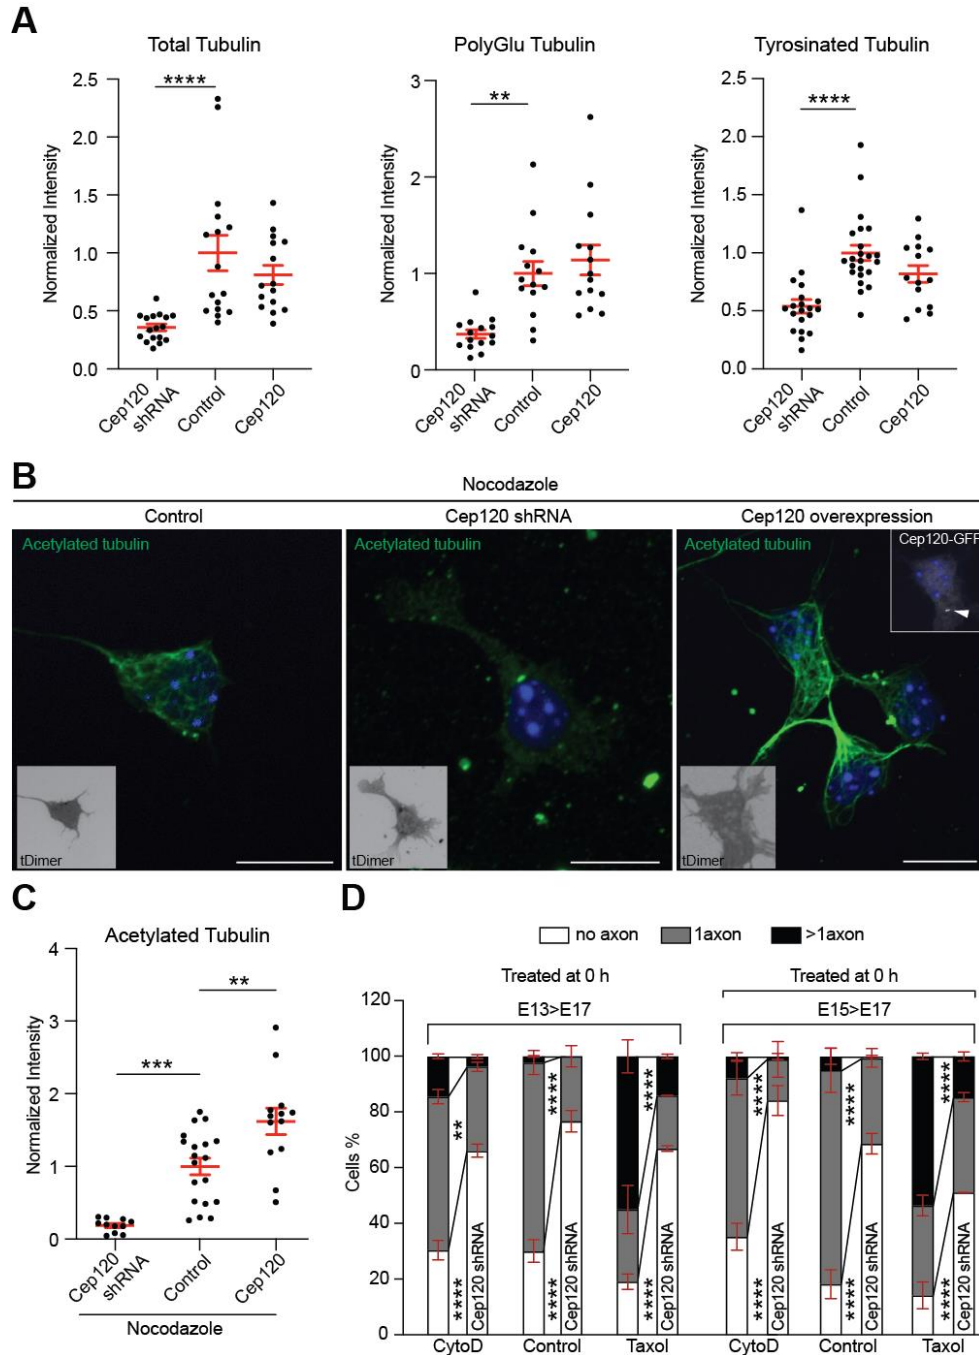 A
Total Tubulin
PolyGlu Tubulin
Tyrosinated Tubulin
Normalized Intensity
2.5
2.0
1.5
1.0
0.5
0.0
****
Cep120
shRNA
Control
Cep120
Normalized Intensity
3
2
1
0
**
Cep120
shRNA
Control
Cep120
Normalized Intensity
2.5
2.0
1.5
1.0
0.5
0.0
****
Cep120
shRNA
Control
Cep120
B
Nocodazole
Control
Cep120 shRNA
Cep120 overexpression
Acetylated tubulin
tDimer
Acetylated tubulin
tDimer
Acetylated tubulin
Cep120-GFP
tDimer
C
Acetylated Tubulin
Normalized Intensity
4
3
2
1
0
***
**
Cep120
shRNA
Control
Cep120
Nocodazole
D
no axon
1axon
>1axon
Treated at 0 h
Treated at 0 h
E13>E17
E15>E17
Cells %
120
100
80
60
40
20
0
**
****
Cep120 shRNA
****
****
Cep120 shRNA
****
****
Cep120 shRNA
****
****
Cep120 shRNA
****
****
Cep120 shRNA
****
****
Cep120 shRNA
CytoD
Control
Taxol
CytoD
Control
Taxol